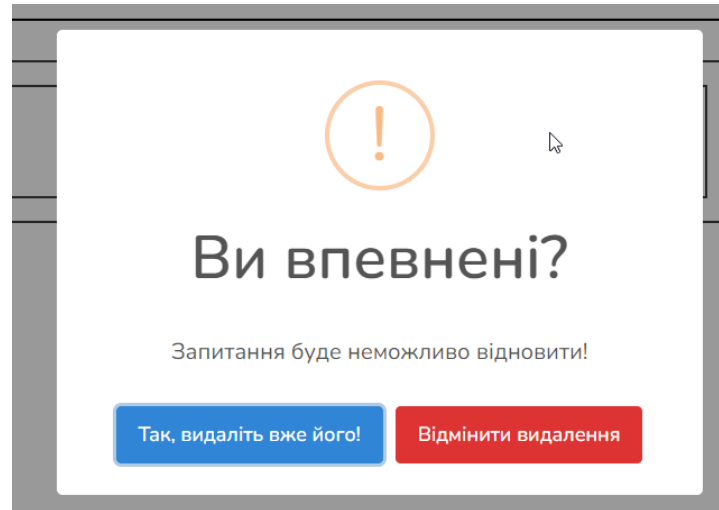 Ви впевнені?
Запитання буде неможливо відновити!
Так, видаліть вже його!
Відмінити видалення